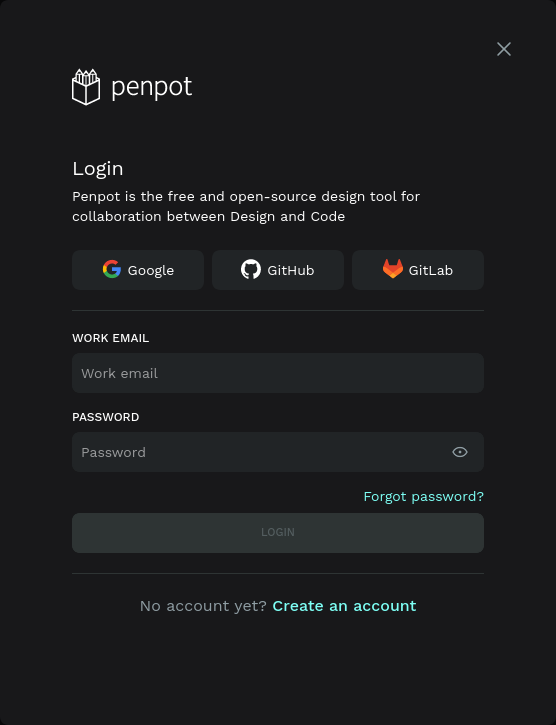 penpot
Login
Penpot is the free and open-source design tool for
collaboration between Design and Code
Google
GitHub
GitLab
WORK EMAIL
Work email
PASSWORD
Password
Forgot password?
LOGIN
No account yet? Create an account